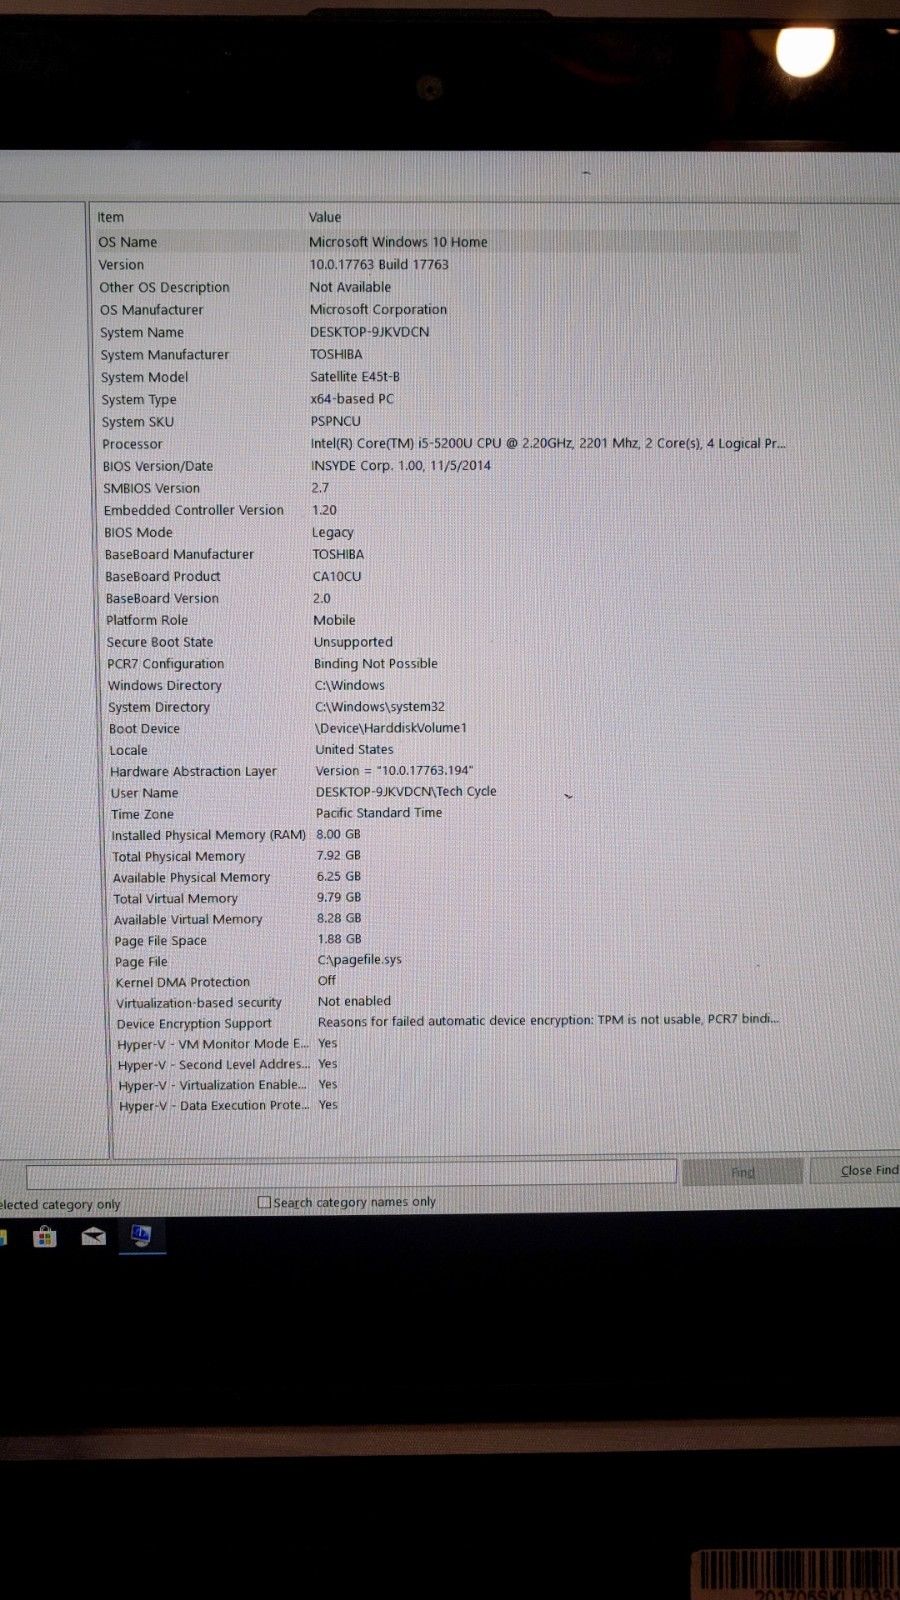 Item Value
OS Name Microsoft Windows 10 Home
Version 10.0.17763 Build 17763
Other OS Description Not Available
OS Manufacturer Microsoft Corporation
System Name DESKTOP-9JKVDCN
System Manufacturer TOSHIBA
System Model Satellite E45t-B
System Type x64-based PC
System SKU PSPNCU
Processor Intel(R) Core(TM) i5-5200U CPU @ 2.20GHz, 2201 Mhz, 2 Core(s), 4 Logical Pr...
BIOS Version/Date INSYDE Corp. 1.00, 11/5/2014
SMBIOS Version 2.7
Embedded Controller Version 1.20
BIOS Mode Legacy
BaseBoard Manufacturer TOSHIBA
BaseBoard Product CA10CU
BaseBoard Version 2.0
Platform Role Mobile
Secure Boot State Unsupported
PCR7 Configuration Binding Not Possible
Windows Directory C:\Windows
System Directory C:\Windows\system32
Boot Device \Device\HarddiskVolume1
Locale United States
Hardware Abstraction Layer Version = "10.0.17763.194"
User Name DESKTOP-9JKVDCN\Tech Cycle
Time Zone Pacific Standard Time
Installed Physical Memory (RAM) 8.00 GB
Total Physical Memory 7.92 GB
Available Physical Memory 6.25 GB
Total Virtual Memory 9.79 GB
Available Virtual Memory 8.28 GB
Page File Space 1.88 GB
Page File C:\pagefile.sys
Kernel DMA Protection Off
Virtualization-based security Not enabled
Device Encryption Support Reasons for failed automatic device encryption: TPM is not usable, PCR7 bindi...
Hyper-V - VM Monitor Mode E... Yes
Hyper-V - Second Level Addres... Yes
Hyper-V - Virtualization Enable... Yes
Hyper-V - Data Execution Prote... Yes
Find Close Find
elected category only Search category names only